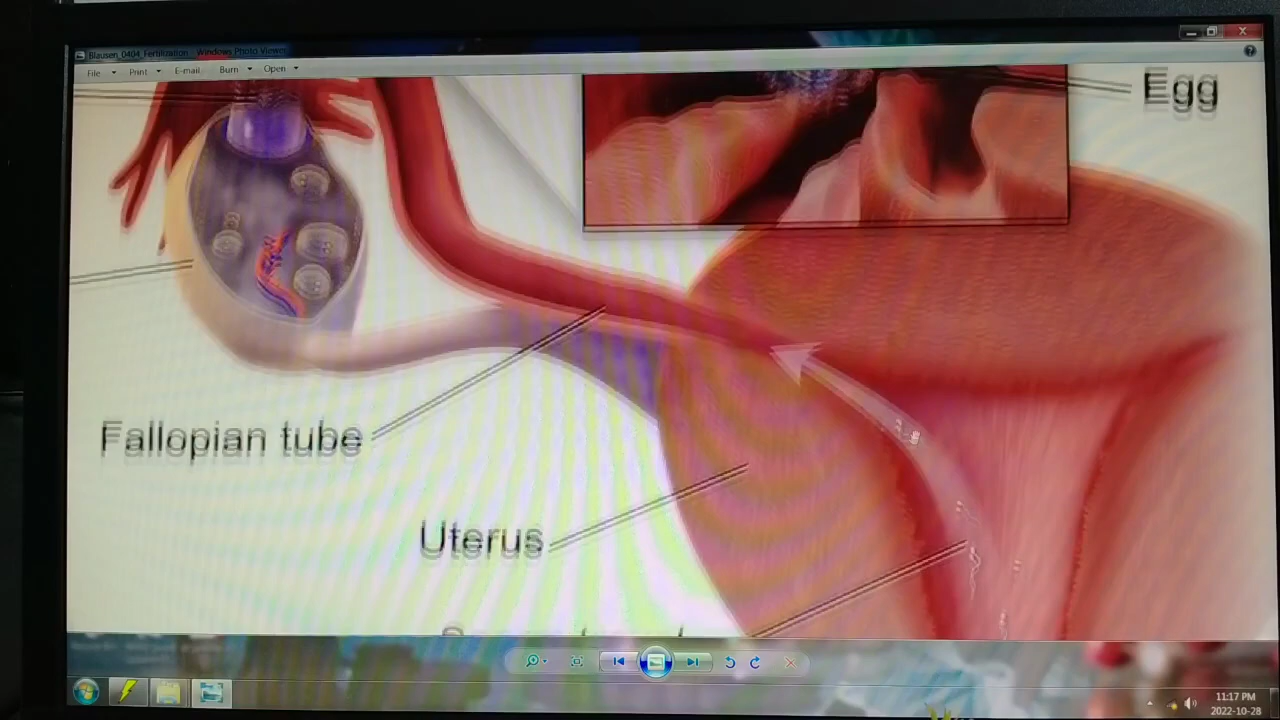 Blausen_0404_Fertilization - Windows Photo Viewer
File Print E-mail Burn Open
Egg
Fallopian tube
Uterus
11:17 PM
2022-10-28